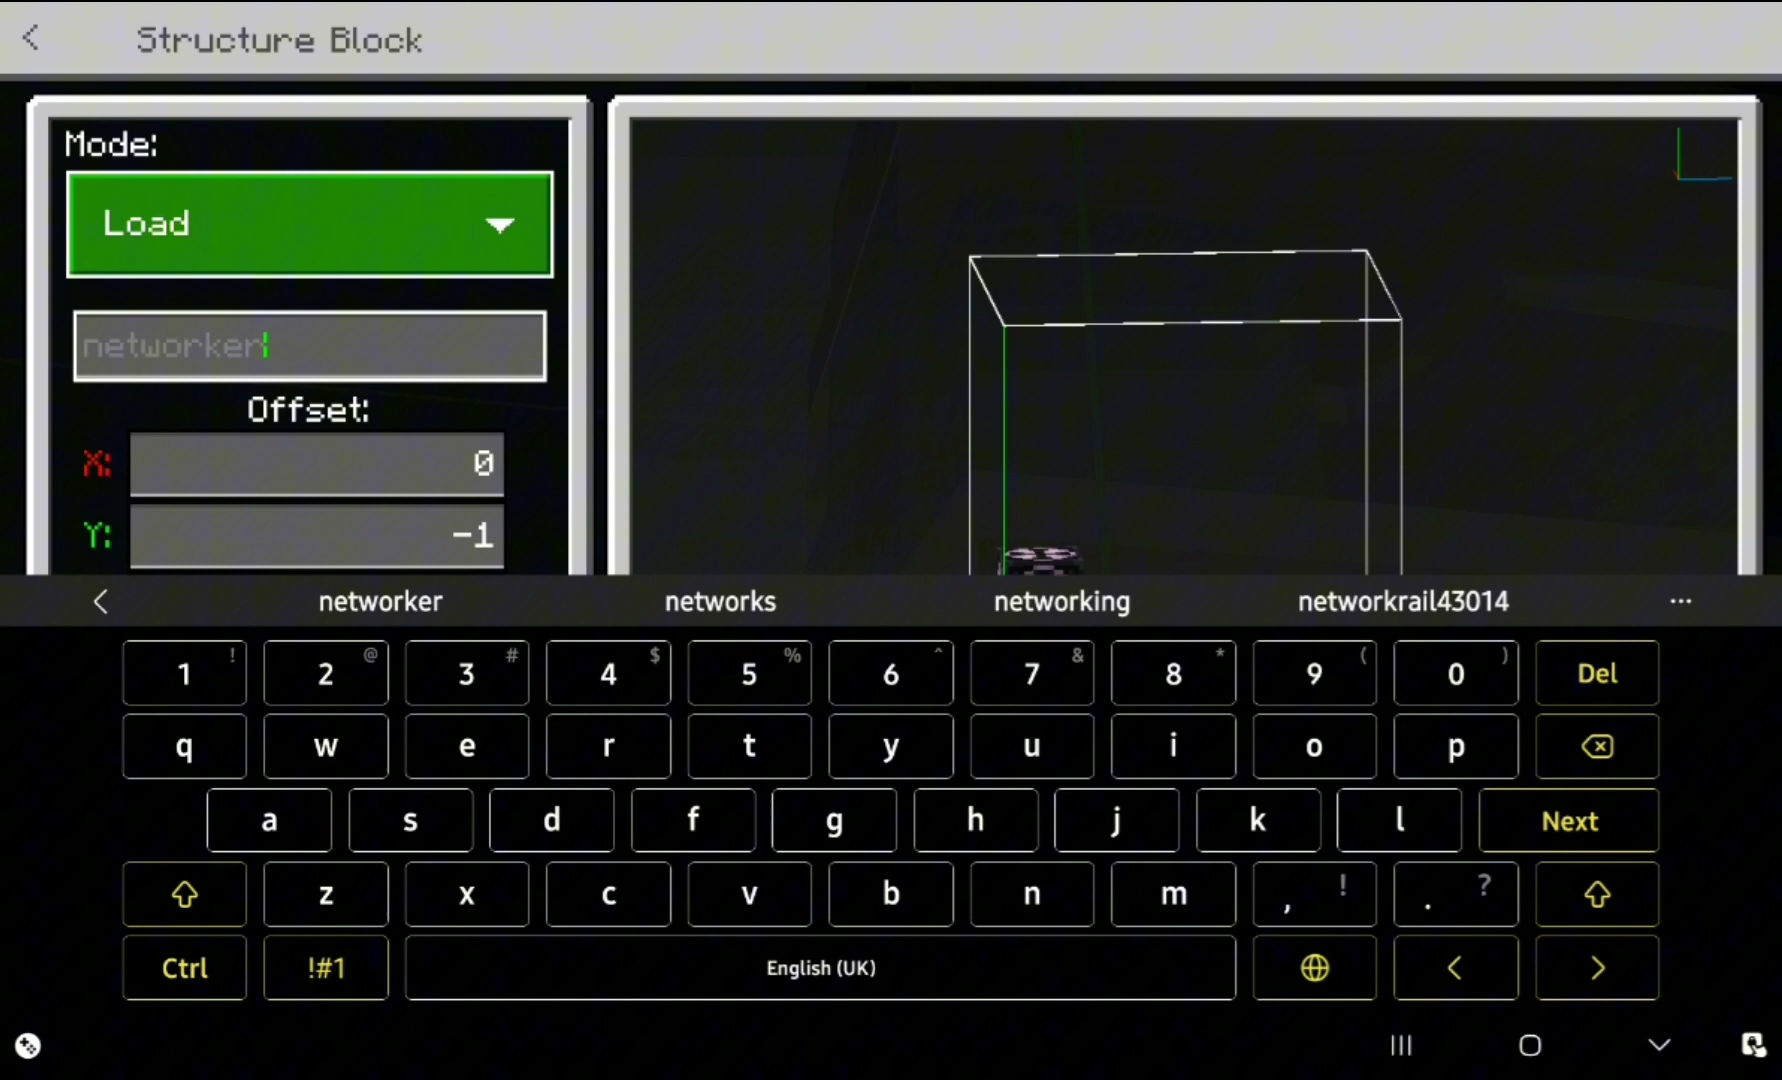 Structure Block
Mode:
Load
networker
Offset:
X: 0
Y: -1
networker networks networking networkrail43014 ...
1 ! 2 @ 3 # 4 $ 5 % 6 ^ 7 & 8 * 9 ( 0 ) Del
q w e r t y u i o p
a s d f g h j k l Next
z x c v b n m , ! . ?
Ctrl !#1 English (UK) < >